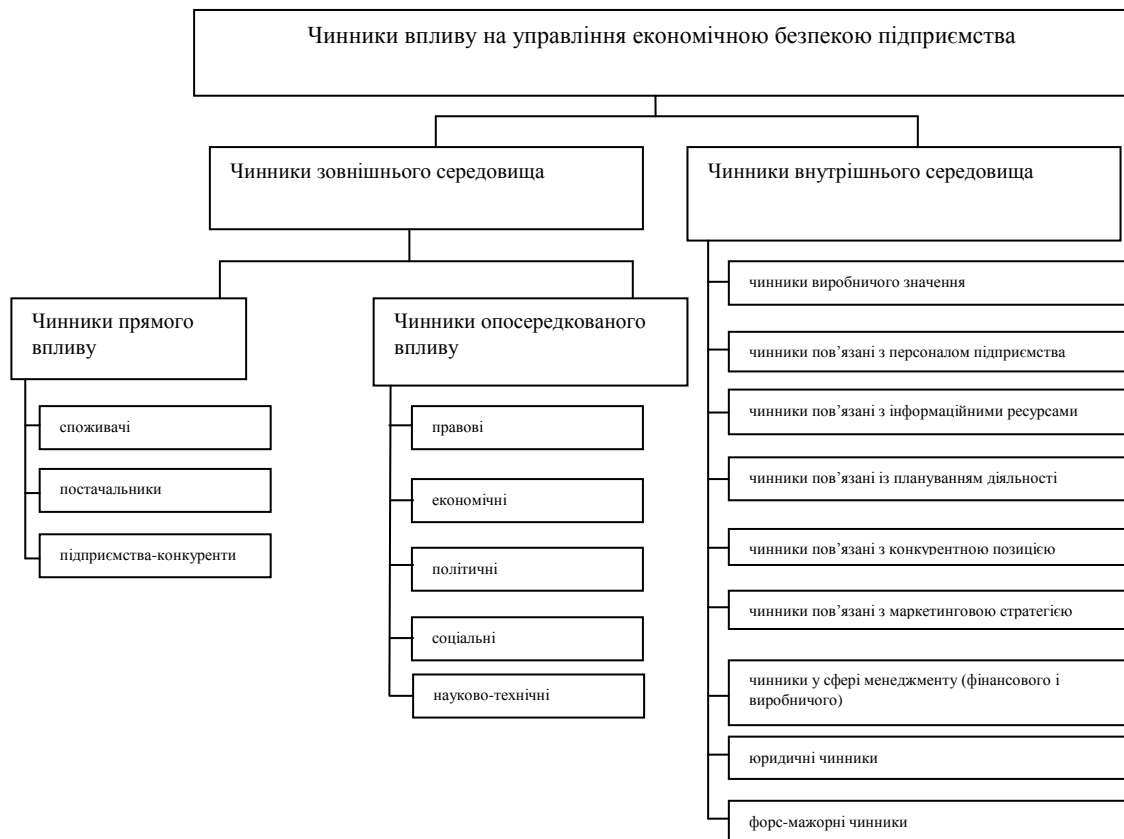 Чинники впливу на управління економічною безпекою підприємства
Чинники зовнішнього середовища
Чинники внутрішнього середовища
Чинники прямого
впливу
споживачі
постачальники
підприємства-конкуренти
Чинники опосередкованого
впливу
правові
економічні
політичні
соціальні
науково-технічні
чинники виробничого значення
чинники пов’язані з персоналом підприємства
чинники пов’язані з інформаційними ресурсами
чинники пов’язані із плануванням діяльності
чинники пов’язані з конкурентною позицією
чинники пов’язані з маркетинговою стратегією
чинники у сфері менеджменту (фінансового і
виробничого)
юридичні чинники
форс-мажорні чинники